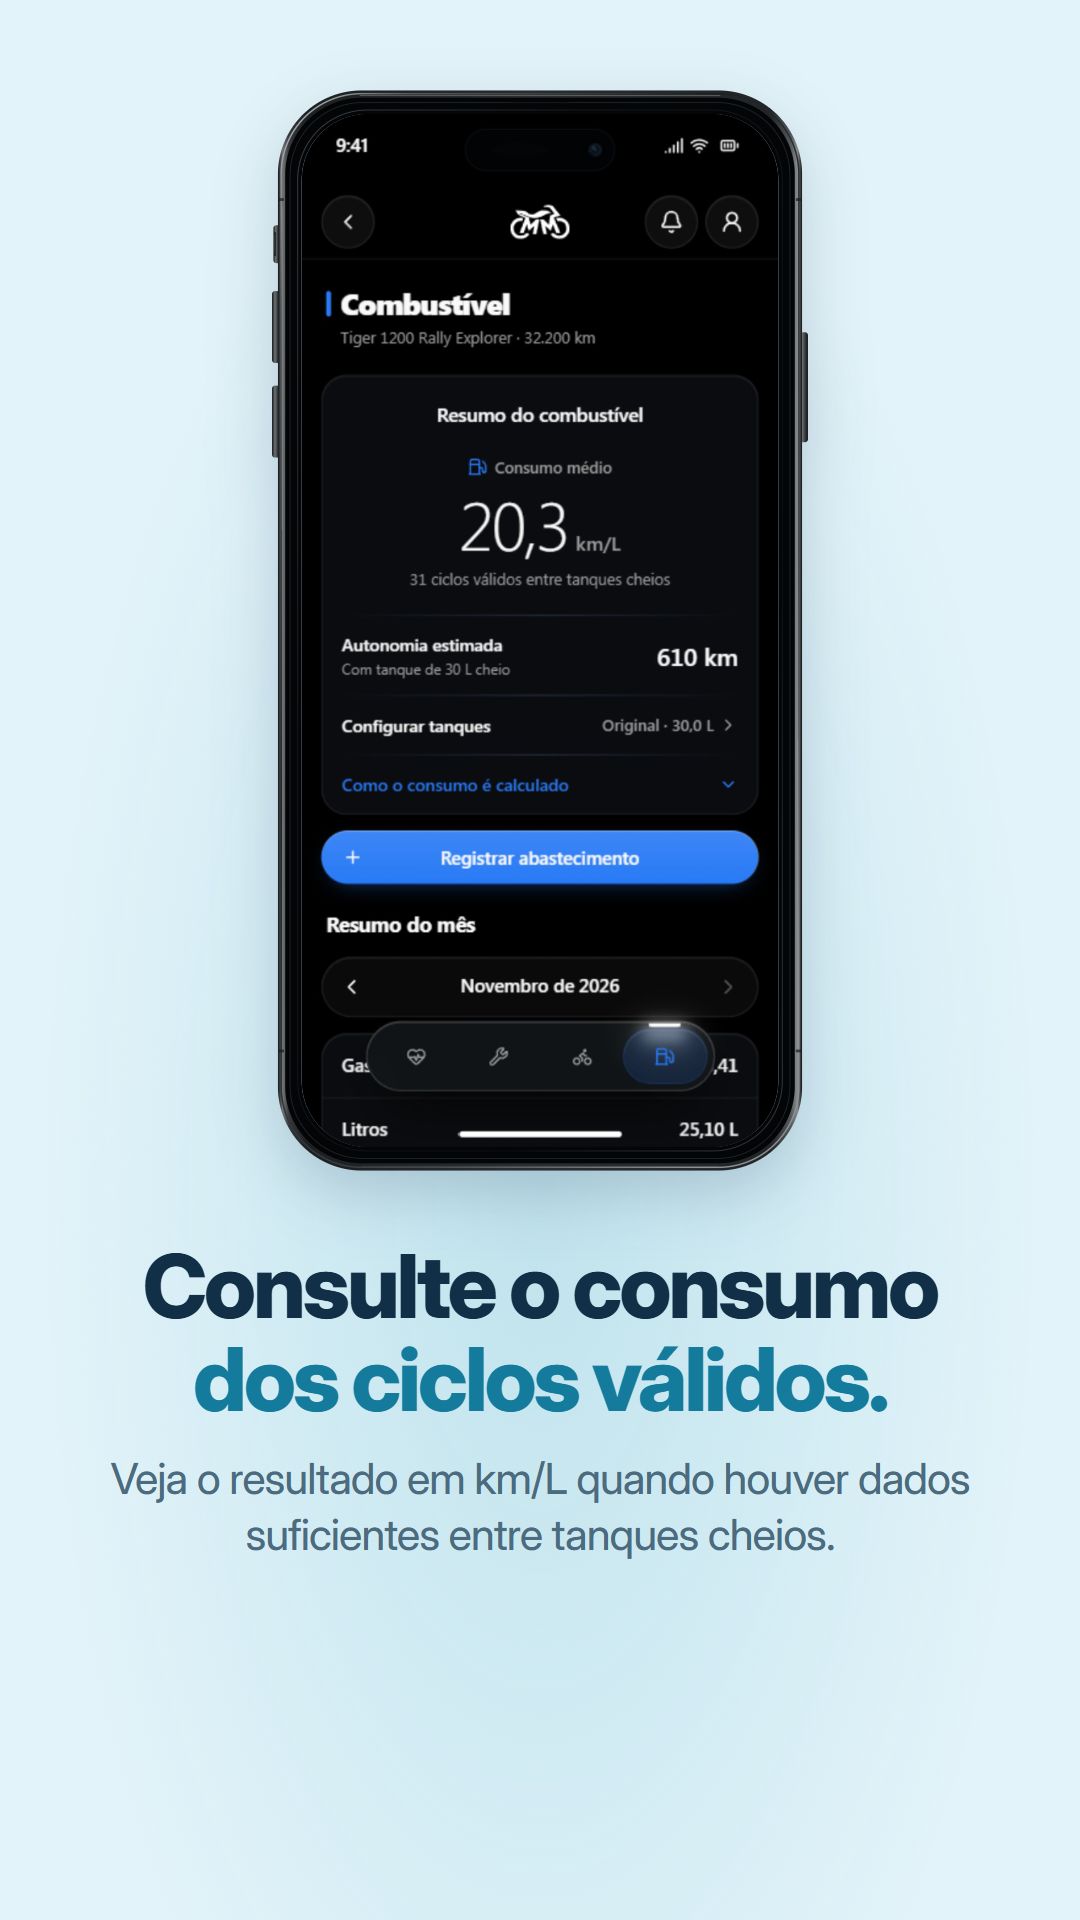 9:41
MM
Combustível
Tiger 1200 Rally Explorer · 32.200 km
Resumo do combustível
Consumo médio
20,3 km/L
31 ciclos válidos entre tanques cheios
Autonomia estimada
610 km
Com tanque de 30 L cheio
Configurar tanques
Original · 30,0 L
Como o consumo é calculado
+ Registrar abastecimento
Resumo do mês
Novembro de 2026
Gas
,41
Litros
25,10 L
Consulte o consumo
dos ciclos válidos.
Veja o resultado em km/L quando houver dados
suficientes entre tanques cheios.